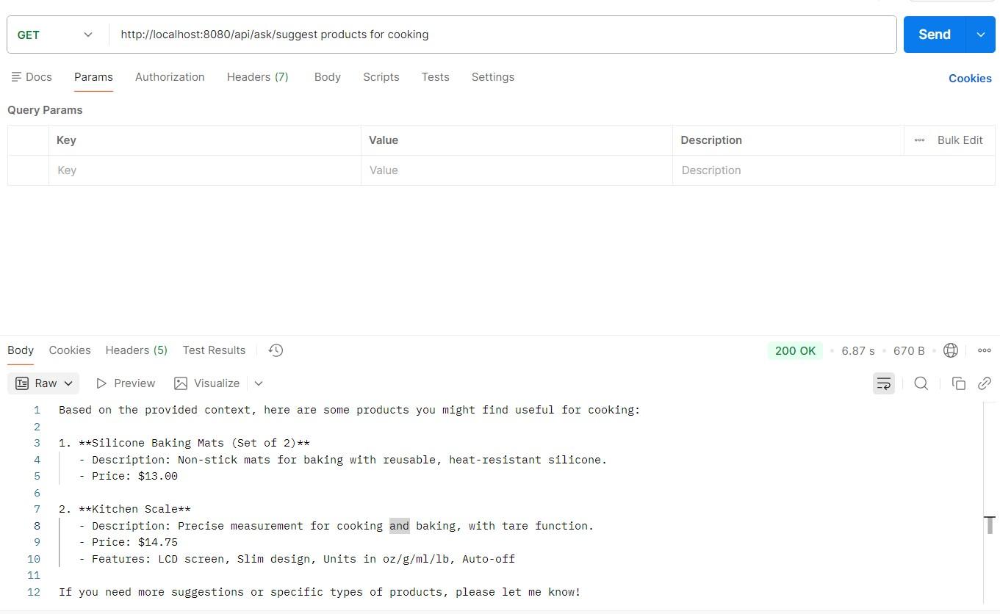 GET http://localhost:8080/api/ask/suggest products for cooking Send
Docs Params Authorization Headers (7) Body Scripts Tests Settings Cookies
Query Params
Key Value Description Bulk Edit
Key Value Description
Body Cookies Headers (5) Test Results 200 OK • 6.87 s • 670 B •
Raw Preview Visualize
1 Based on the provided context, here are some products you might find useful for cooking:
2
3 1. **Silicone Baking Mats (Set of 2)**
4 - Description: Non-stick mats for baking with reusable, heat-resistant silicone.
5 - Price: $13.00
6
7 2. **Kitchen Scale**
8 - Description: Precise measurement for cooking and baking, with tare function.
9 - Price: $14.75
10 - Features: LCD screen, Slim design, Units in oz/g/ml/lb, Auto-off
11
12 If you need more suggestions or specific types of products, please let me know!